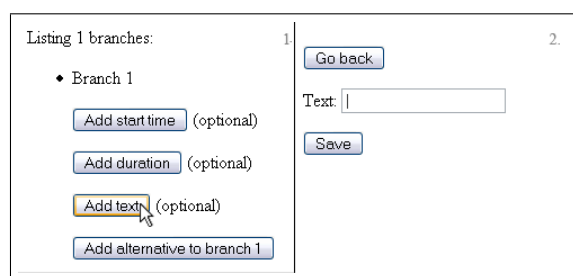 Listing 1 branches:
1.
• Branch 1
Add start time (optional)
Add duration (optional)
Add text (optional)
Add alternative to branch 1
2.
Go back
Text:
Save